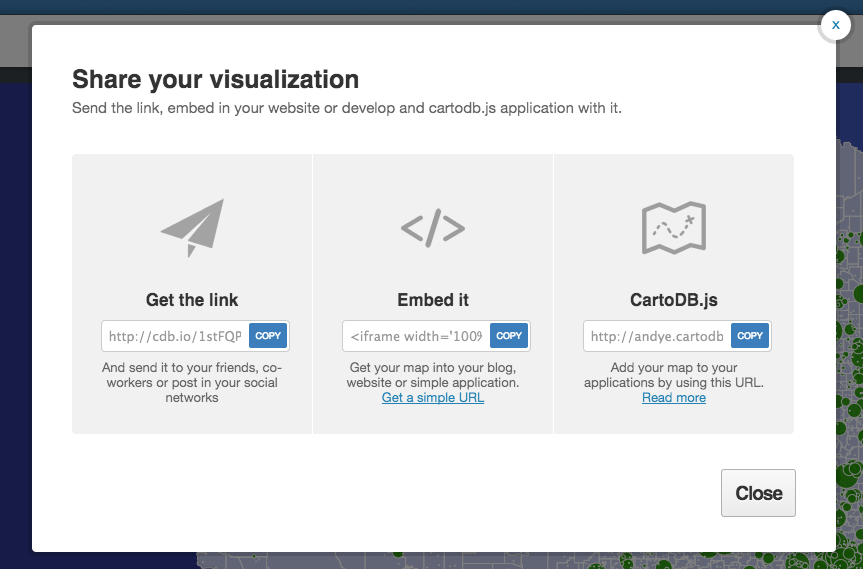 x
Share your visualization
Send the link, embed in your website or develop and cartodb.js application with it.
</>
Get the link
http://cdb.io/1stFQP
COPY
And send it to your friends, co-
workers or post in your social
networks
Embed it
<iframe width='100%
COPY
Get your map into your blog,
website or simple application.
Get a simple URL
CartoDB.js
http://andye.cartodb
COPY
Add your map to your
applications by using this URL.
Read more
Close